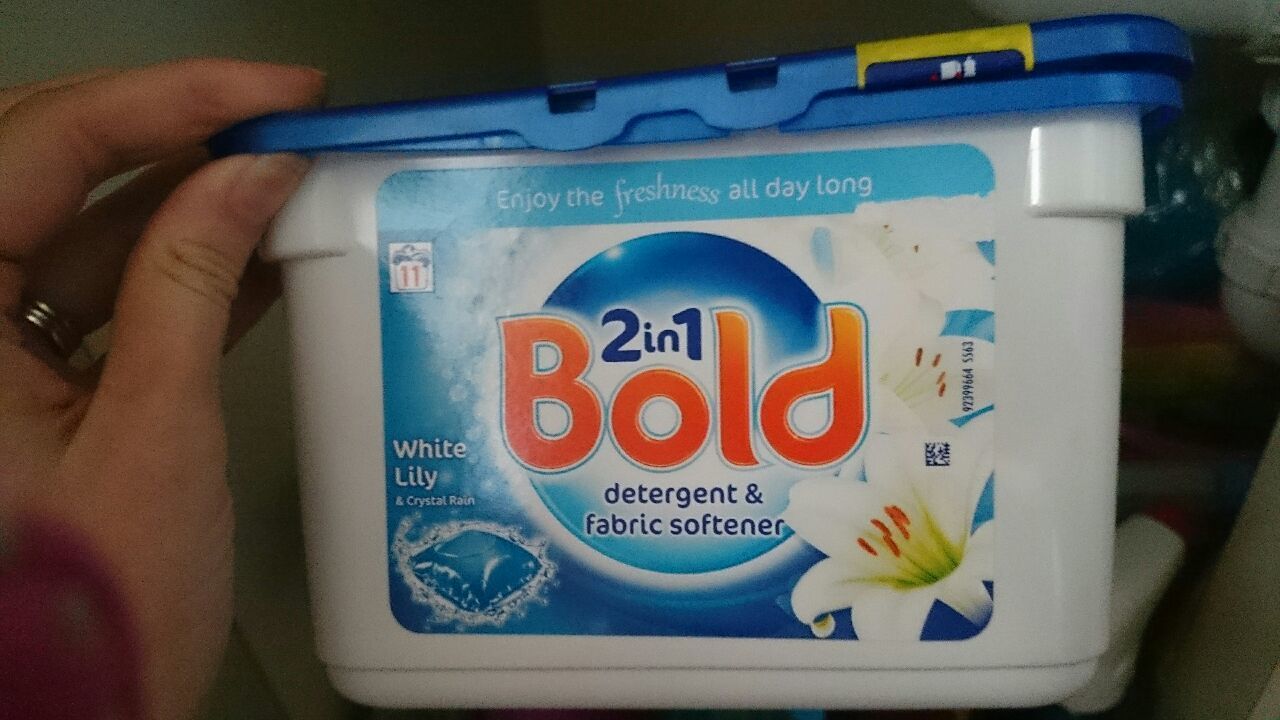 Enjoy the freshness all day long
11
2in1
Bold
detergent &
fabric softener
White
Lily
& Crystal Rain
92399664 5563